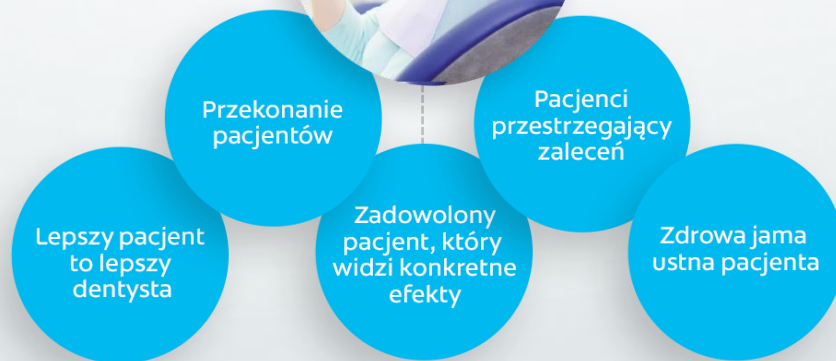 Przekonanie
pacjentów
Pacjenci
przestrzegający
zaleceń
Lepszy pacjent
to lepszy
dentysta
Zadowolony
pacjent, który
widzi konkretne
efekty
Zdrowa jama
ustna pacjenta